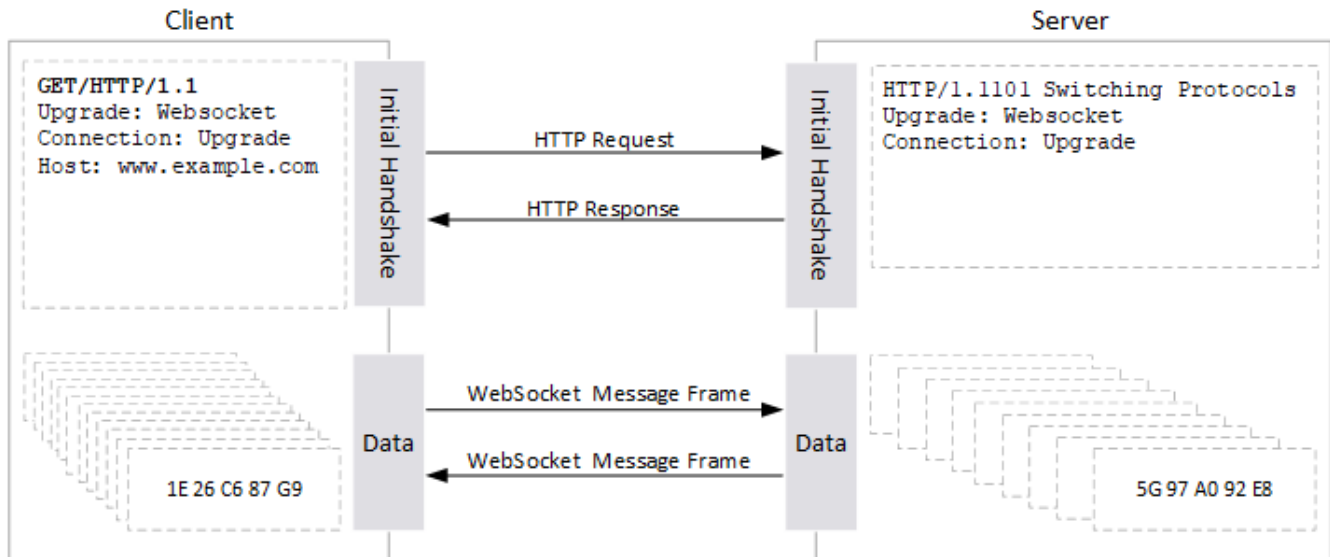 Client
Server
GET/HTTP/1.1
Upgrade: Websocket
Connection: Upgrade
Host: www.example.com
Initial Handshake
HTTP Request
HTTP Response
Initial Handshake
HTTP/1.1101 Switching Protocols
Upgrade: Websocket
Connection: Upgrade
1E 26 C6 87 G9
Data
WebSocket Message Frame
WebSocket Message Frame
Data
5G 97 A0 92 E8